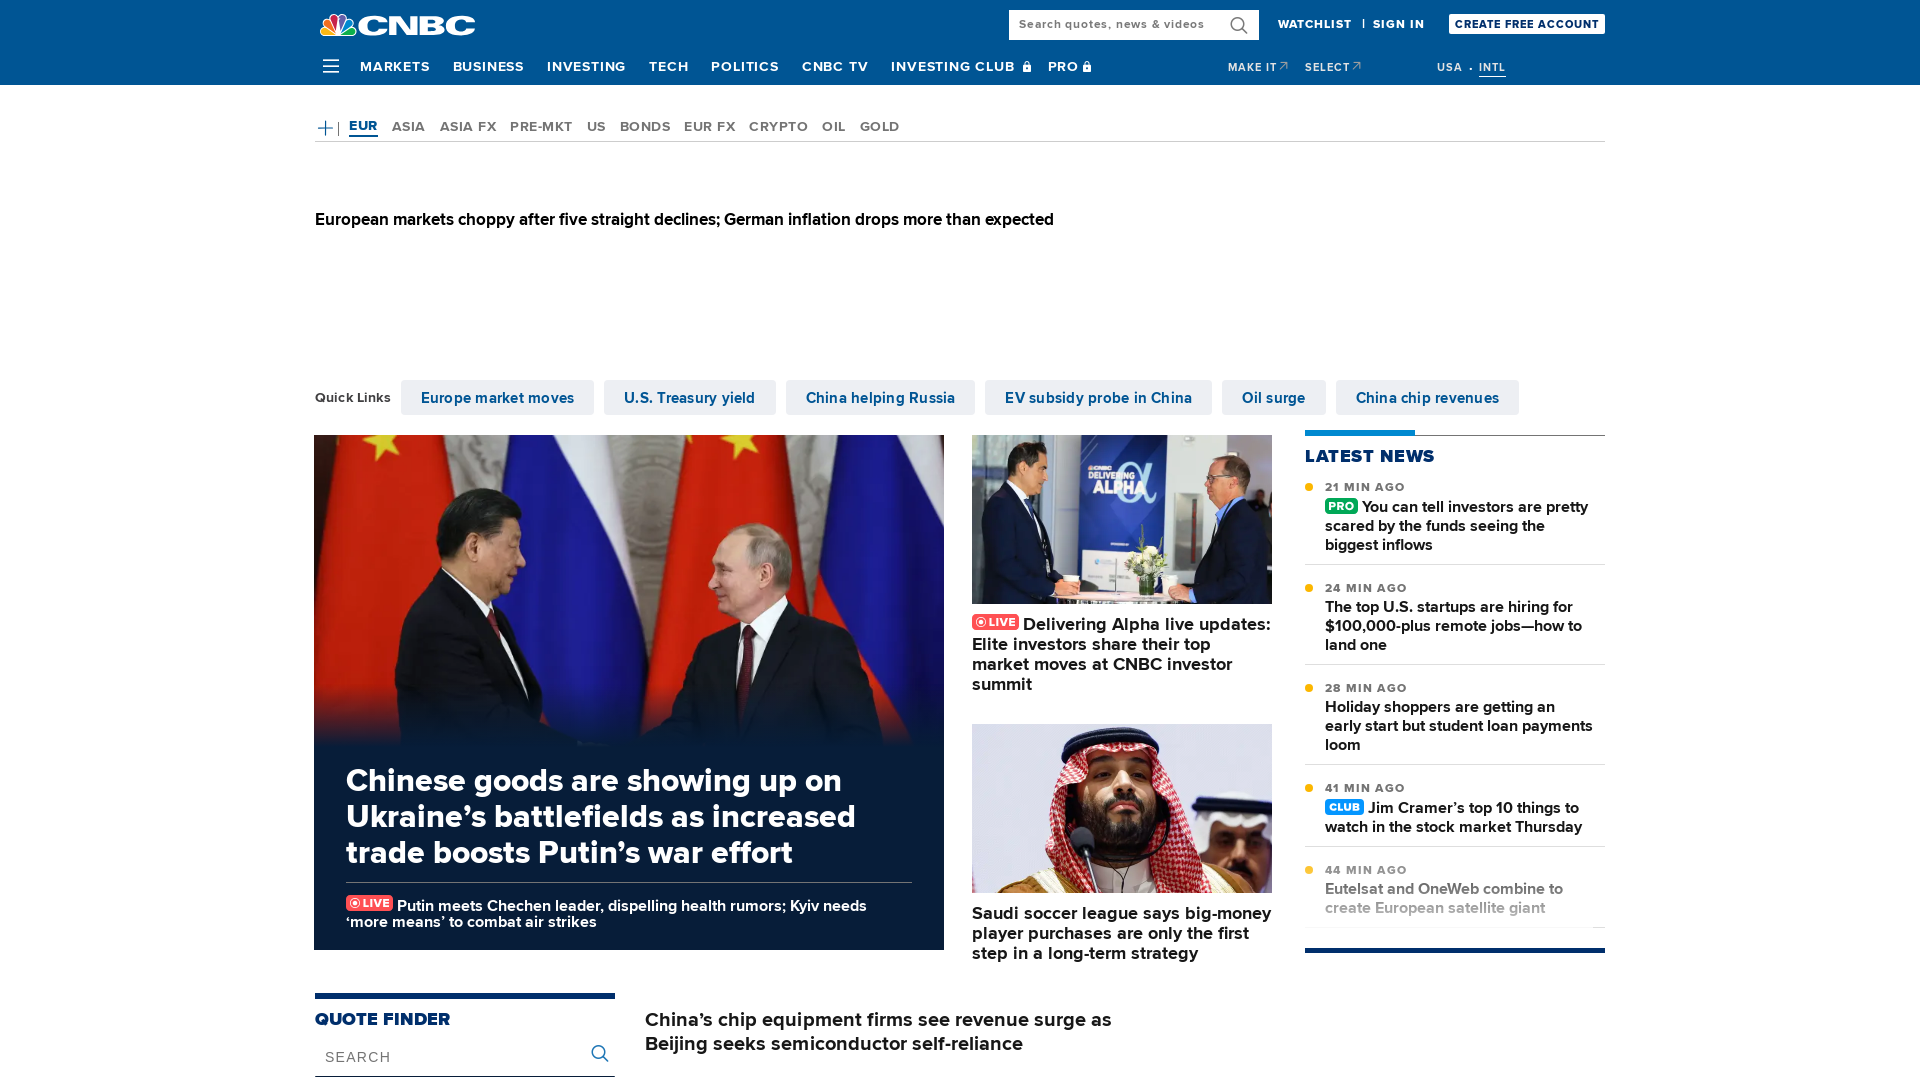 CNBC
Search quotes, news & videos
WATCHLIST | SIGN IN
CREATE FREE ACCOUNT
MARKETS BUSINESS INVESTING TECH POLITICS CNBC TV INVESTING CLUB PRO
MAKE IT SELECT
USA • INTL
EUR ASIA ASIA FX PRE-MKT US BONDS EUR FX CRYPTO OIL GOLD
European markets choppy after five straight declines; German inflation drops more than expected
Quick Links Europe market moves U.S. Treasury yield China helping Russia EV subsidy probe in China Oil surge China chip revenues
Chinese goods are showing up on
Ukraine’s battlefields as increased
trade boosts Putin’s war effort
LIVE Putin meets Chechen leader, dispelling health rumors; Kyiv needs
‘more means’ to combat air strikes
CNBC
DELIVERING
ALPHA
LIVE Delivering Alpha live updates:
Elite investors share their top
market moves at CNBC investor
summit
Saudi soccer league says big-money
player purchases are only the first
step in a long-term strategy
LATEST NEWS
21 MIN AGO
PRO You can tell investors are pretty
scared by the funds seeing the
biggest inflows
24 MIN AGO
The top U.S. startups are hiring for
$100,000-plus remote jobs—how to
land one
28 MIN AGO
Holiday shoppers are getting an
early start but student loan payments
loom
41 MIN AGO
CLUB Jim Cramer’s top 10 things to
watch in the stock market Thursday
44 MIN AGO
Eutelsat and OneWeb combine to
create European satellite giant
QUOTE FINDER
SEARCH
China’s chip equipment firms see revenue surge as
Beijing seeks semiconductor self-reliance